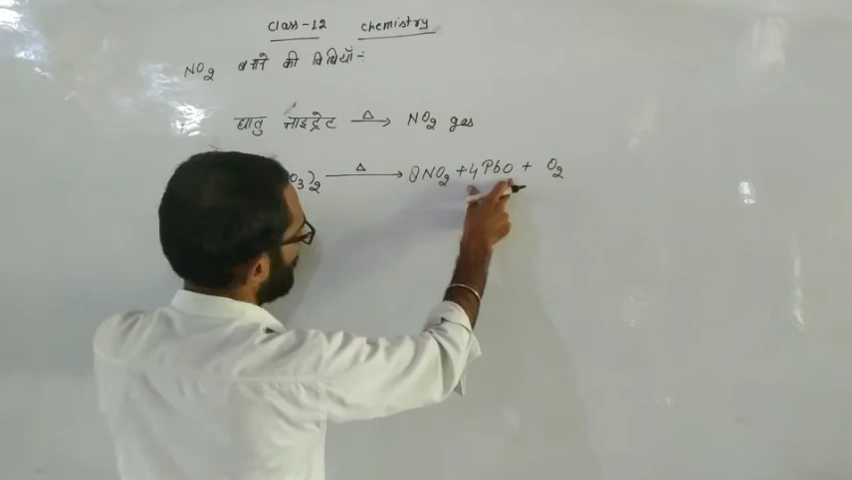 Class-12 chemistry
NO2 बनाने की विधियाँ:-
धातु नाइट्रेट Δ→ NO2 gas
O3)2 Δ→ 8NO2 + 4PbO + O2